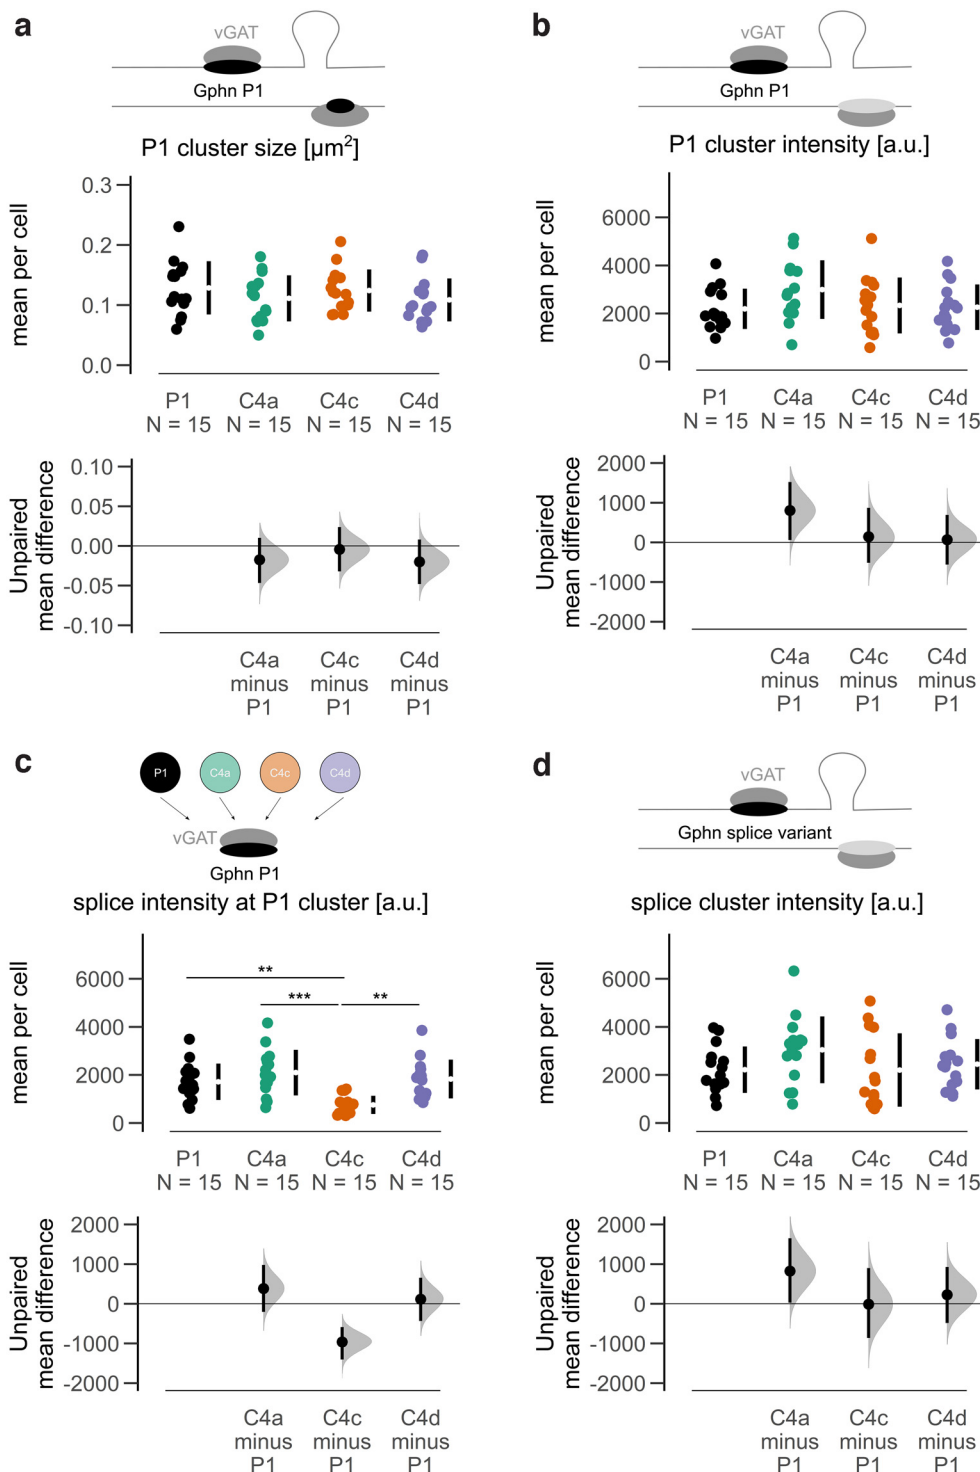 a
vGAT
Gphn P1
P1 cluster size [µm²]
mean per cell
0.3
0.2
0.1
0.0
P1 C4a C4c C4d
N = 15 N = 15 N = 15 N = 15
Unpaired
mean difference
0.10
0.05
0.00
-0.05
-0.10
C4a C4c C4d
minus minus minus
P1 P1 P1
b
vGAT
Gphn P1
P1 cluster intensity [a.u.]
mean per cell
6000
4000
2000
0
P1 C4a C4c C4d
N = 15 N = 15 N = 15 N = 15
Unpaired
mean difference
2000
1000
0
-1000
-2000
C4a C4c C4d
minus minus minus
P1 P1 P1
c
P1 C4a C4c C4d
vGAT
Gphn P1
splice intensity at P1 cluster [a.u.]
mean per cell
6000
4000
2000
0
**
*** **
P1 C4a C4c C4d
N = 15 N = 15 N = 15 N = 15
Unpaired
mean difference
2000
1000
0
-1000
-2000
C4a C4c C4d
minus minus minus
P1 P1 P1
d
vGAT
Gphn splice variant
splice cluster intensity [a.u.]
mean per cell
6000
4000
2000
0
P1 C4a C4c C4d
N = 15 N = 15 N = 15 N = 15
Unpaired
mean difference
2000
1000
0
-1000
-2000
C4a C4c C4d
minus minus minus
P1 P1 P1